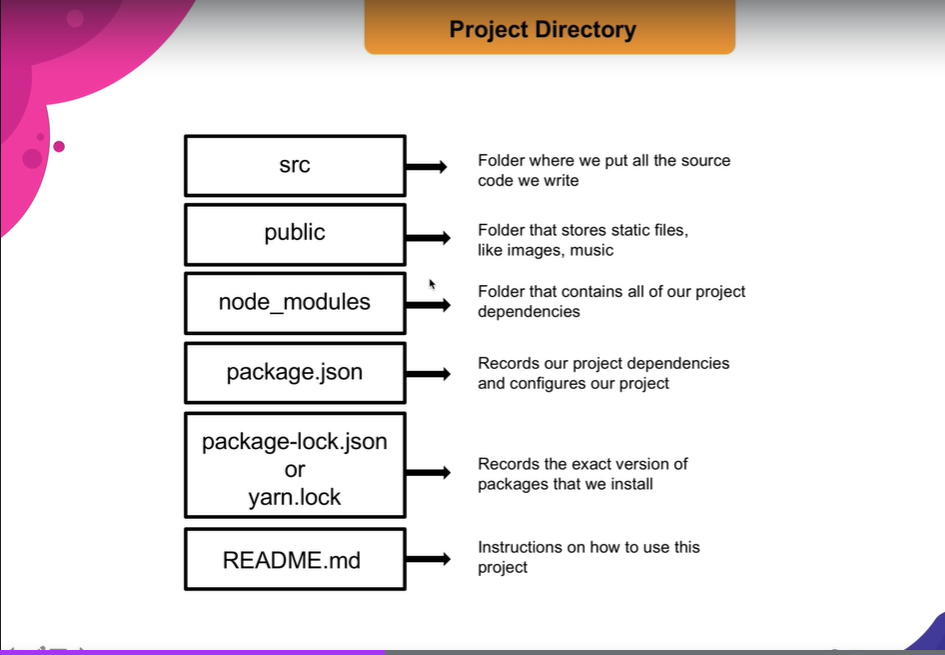 Project Directory
src
Folder where we put all the source
code we write
public
Folder that stores static files,
like images, music
node_modules
Folder that contains all of our project
dependencies
package.json
Records our project dependencies
and configures our project
package-lock.json
or
yarn.lock
Records the exact version of
packages that we install
README.md
Instructions on how to use this
project